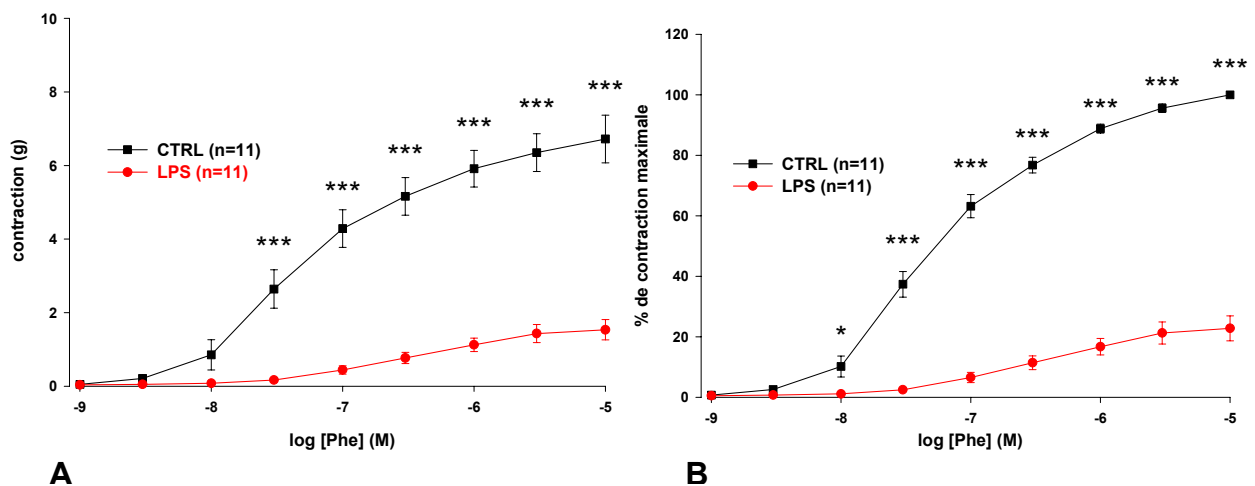 10
8
6
4
2
0
contraction (g)
***
***
***
***
***
***
CTRL (n=11)
LPS (n=11)
-9 -8 -7 -6 -5
log [Phe] (M)
A
120
100
80
60
40
20
0
% de contraction maximale
*
***
***
***
***
***
***
CTRL (n=11)
LPS (n=11)
-9 -8 -7 -6 -5
log [Phe] (M)
B